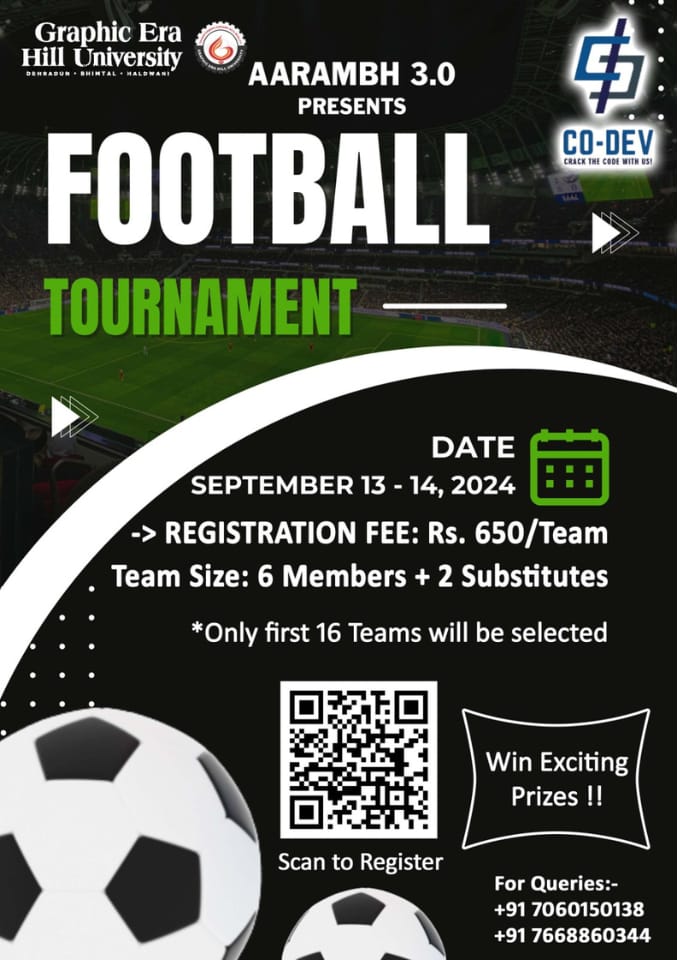 Graphic Era
Hill University
DEHRADUN • BHIMTAL • HALDWANI
AARAMBH 3.0
PRESENTS
CO-DEV
CRACK THE CODE WITH US!
FOOTBALL
TOURNAMENT
DATE
SEPTEMBER 13 - 14, 2024
-> REGISTRATION FEE: Rs. 650/Team
Team Size: 6 Members + 2 Substitutes
*Only first 16 Teams will be selected
Win Exciting
Prizes !!
Scan to Register
For Queries:-
+91 7060150138
+91 7668860344